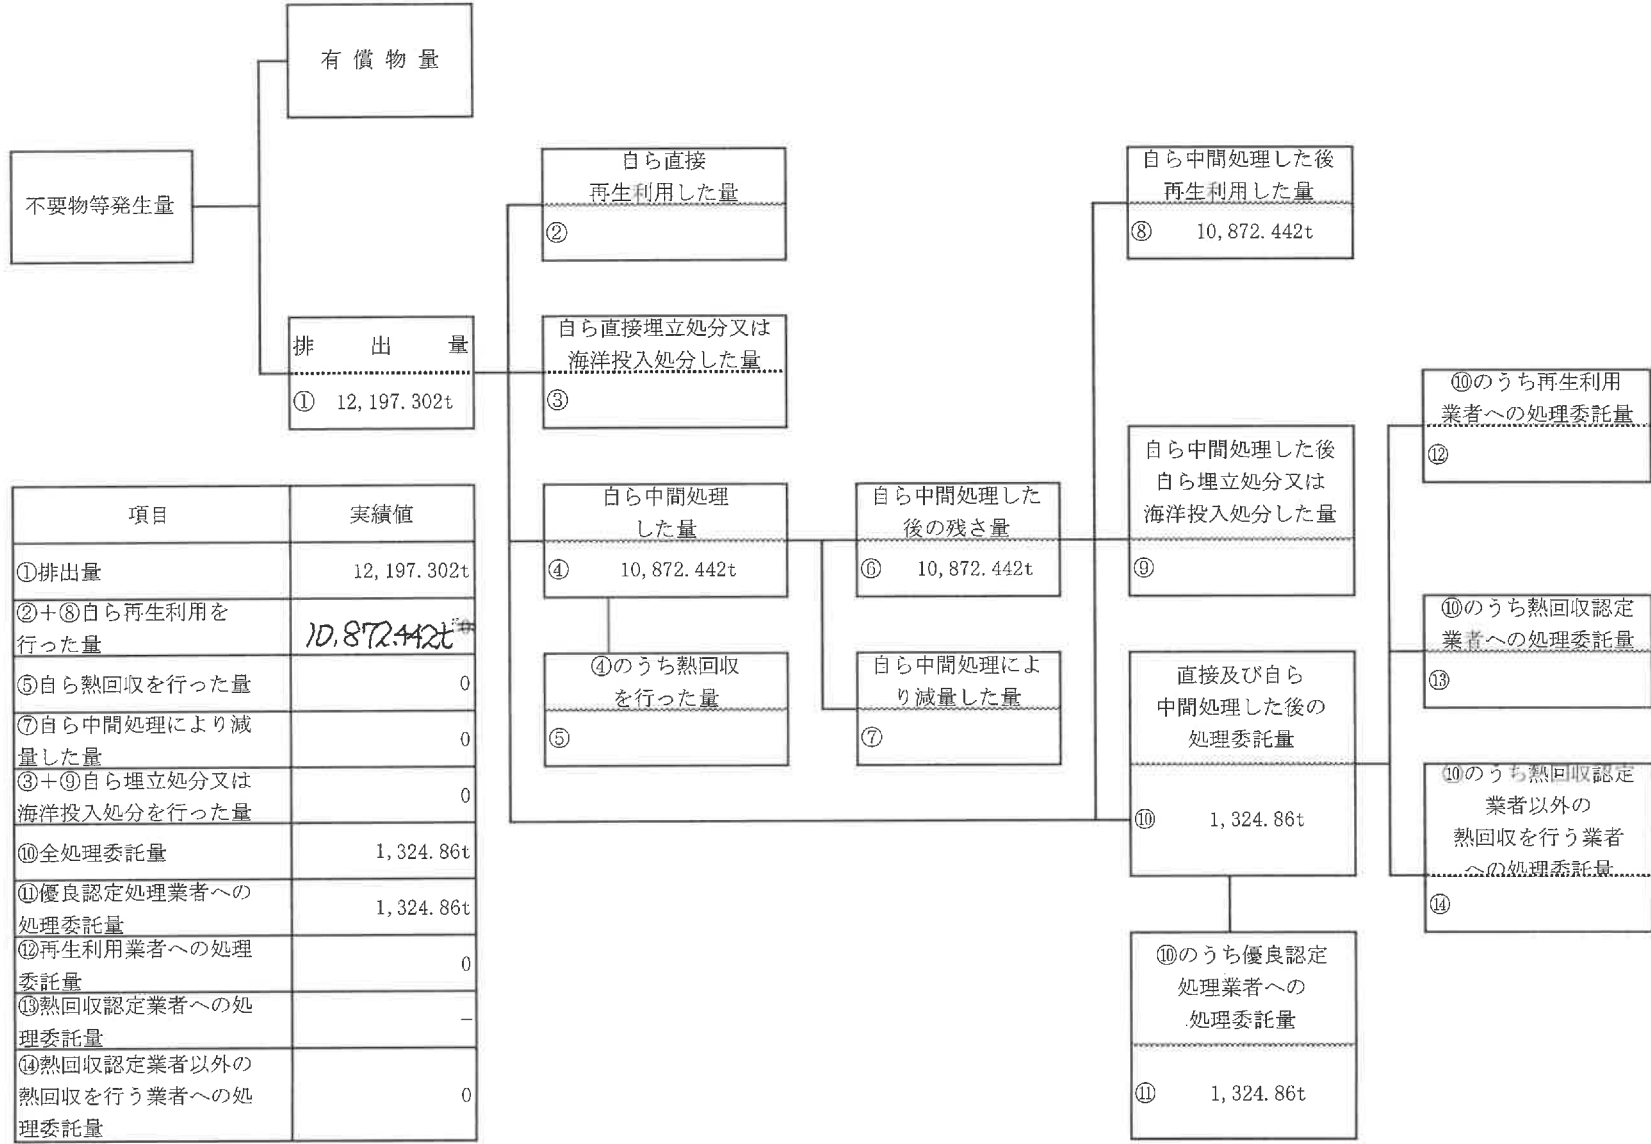 有償物量
不要物等発生量
排出量
① 12,197.302t
自ら直接
再生利用した量
②
自ら直接埋立処分又は
海洋投入処分した量
③
自ら中間処理
した量
④ 10,872.442t
④のうち熱回収
を行った量
⑤
自ら中間処理した
後の残さ量
⑥ 10,872.442t
自ら中間処理によ
り減量した量
⑦
自ら中間処理した後
再生利用した量
⑧ 10,872.442t
自ら中間処理した後
自ら埋立処分又は
海洋投入処分した量
⑨
直接及び自ら
中間処理した後の
処理委託量
⑩ 1,324.86t
⑩のうち優良認定
処理業者への
処理委託量
⑪ 1,324.86t
⑩のうち再生利用
業者への処理委託量
⑫
⑩のうち熱回収認定
業者への処理委託量
⑬
⑩のうち熱回収認定
業者以外の
熱回収を行う業者
への処理委託量
⑭
項目 実績値
①排出量 12,197.302t
②+⑧自ら再生利用を
行った量 10,872.442t
⑤自ら熱回収を行った量 0
⑦自ら中間処理により減
量した量 0
③+⑨自ら埋立処分又は
海洋投入処分を行った量 0
⑩全処理委託量 1,324.86t
⑪優良認定処理業者への
処理委託量 1,324.86t
⑫再生利用業者への処理
委託量 0
⑬熱回収認定業者への処
理委託量 −
⑭熱回収認定業者以外の
熱回収を行う業者への処
理委託量 0